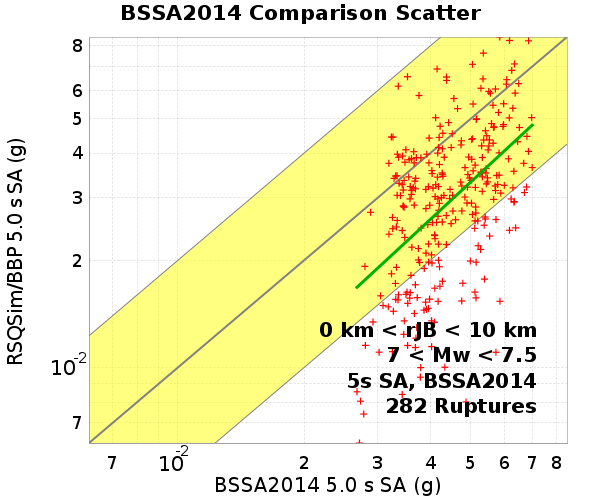 BSSA2014 Comparison Scatter
RSQSim/BBP 5.0 s SA (g)
8
6
5
4
3
2
10-2
7
0 km < rJB < 10 km
7 < Mw < 7.5
5s SA, BSSA2014
282 Ruptures
7 10-2 2 3 4 5 6 7 8
BSSA2014 5.0 s SA (g)